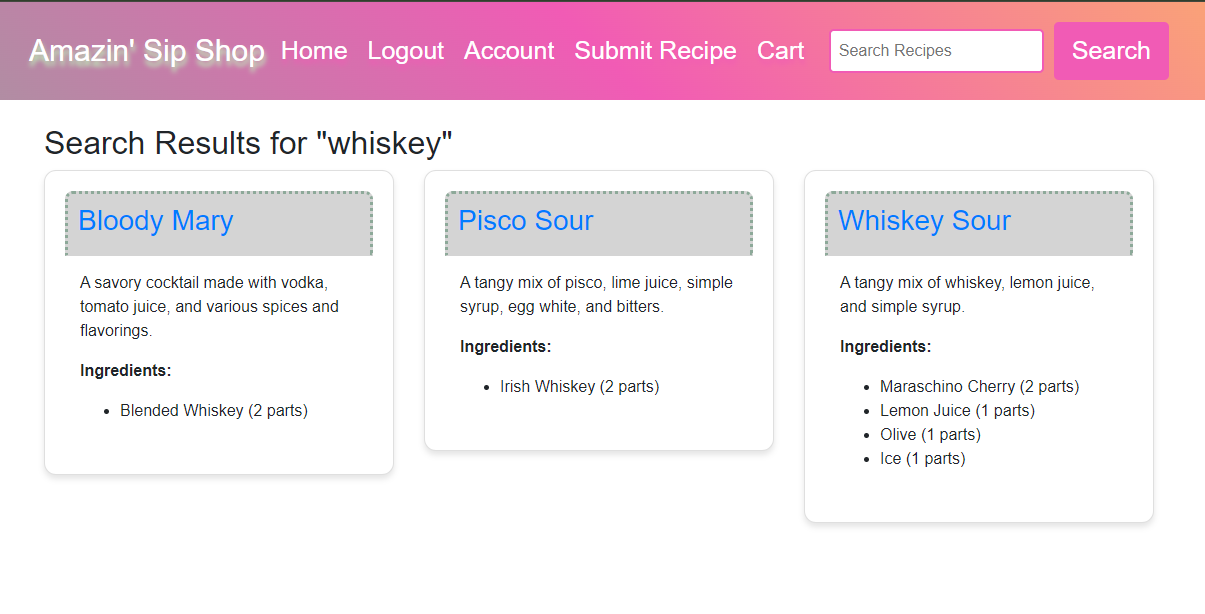 Amazin' Sip Shop Home Logout Account Submit Recipe Cart Search Recipes Search
Search Results for "whiskey"
Bloody Mary
A savory cocktail made with vodka,
tomato juice, and various spices and
flavorings.
Ingredients:
• Blended Whiskey (2 parts)
Pisco Sour
A tangy mix of pisco, lime juice, simple
syrup, egg white, and bitters.
Ingredients:
• Irish Whiskey (2 parts)
Whiskey Sour
A tangy mix of whiskey, lemon juice,
and simple syrup.
Ingredients:
• Maraschino Cherry (2 parts)
• Lemon Juice (1 parts)
• Olive (1 parts)
• Ice (1 parts)